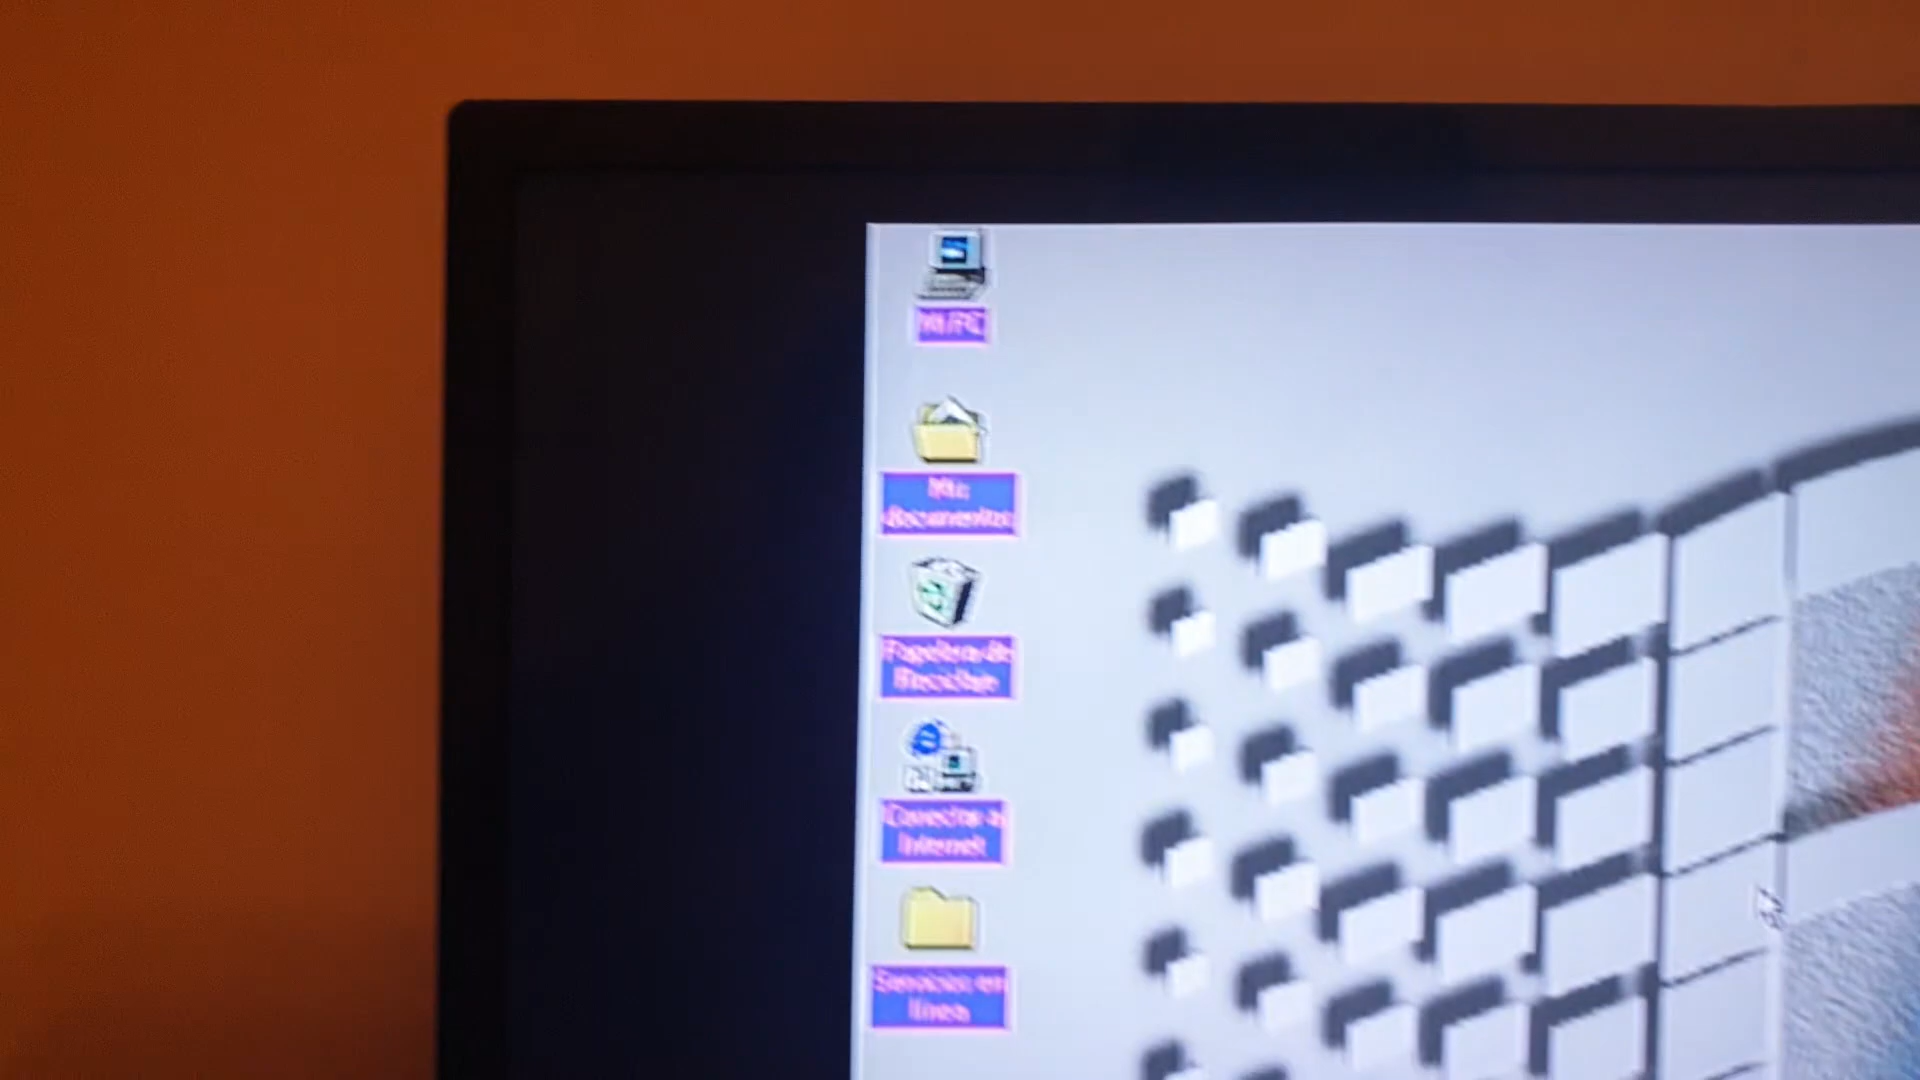 Mi PC
Mis
documentos
Papelera de
Reciclaje
Conectar a
Internet
Servicios en
línea